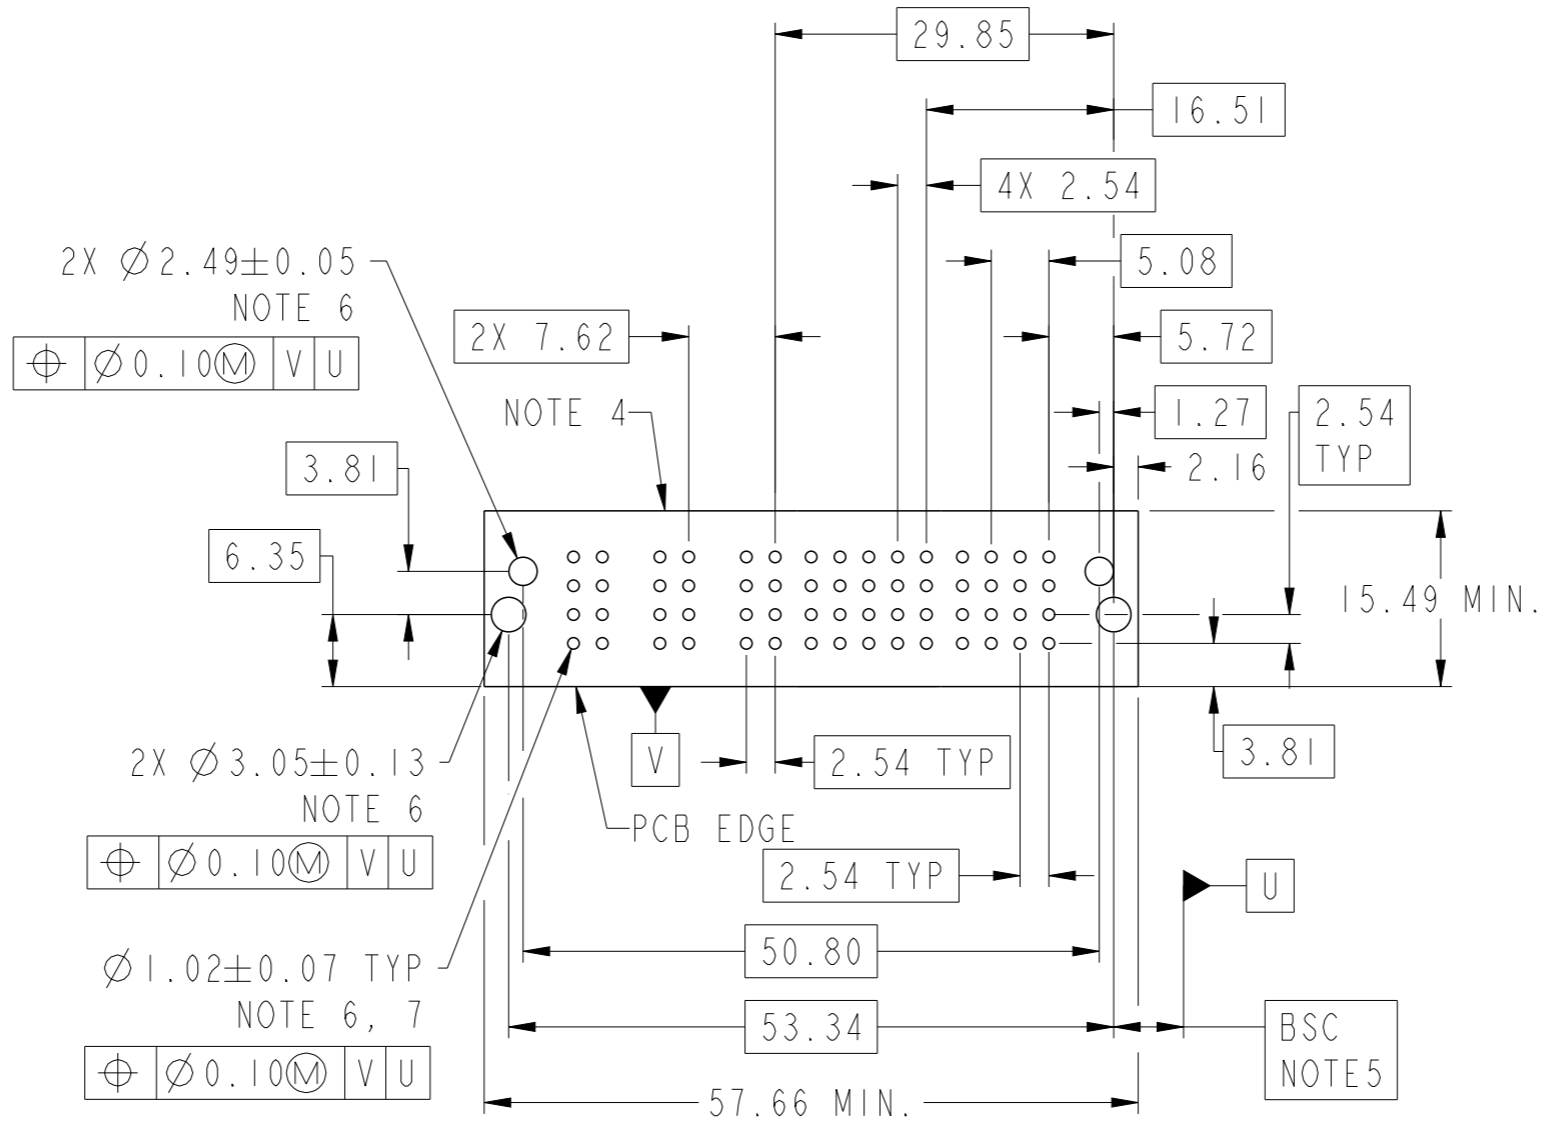 29.85
16.51
4X 2.54
2X Ø2.49±0.05
NOTE 6
⌖ Ø0.10Ⓜ V U
5.08
2X 7.62
5.72
NOTE 4
1.27
2.54
TYP
3.81
2.16
6.35
15.49 MIN.
2X Ø3.05±0.13
NOTE 6
⌖ Ø0.10Ⓜ V U
V
2.54 TYP
3.81
PCB EDGE
2.54 TYP
U
Ø1.02±0.07 TYP
NOTE 6, 7
⌖ Ø0.10Ⓜ V U
50.80
53.34
BSC
NOTE5
57.66 MIN.